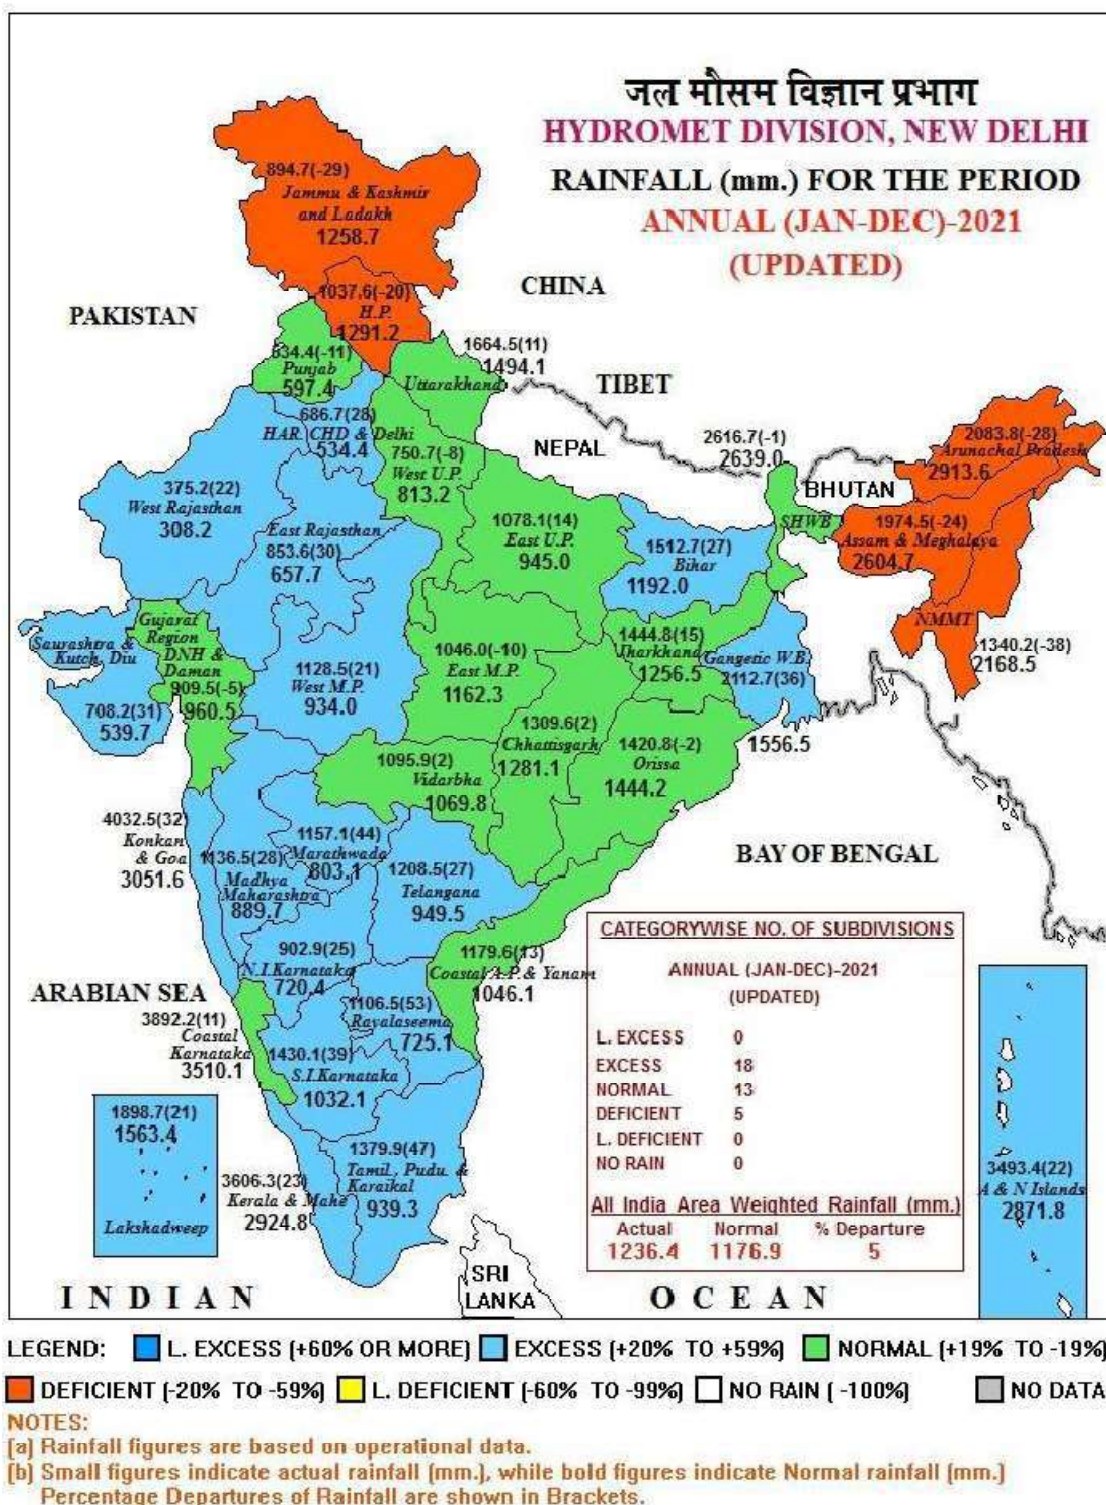 जल मौसम विज्ञान प्रभाग
HYDROMET DIVISION, NEW DELHI
RAINFALL (mm.) FOR THE PERIOD
ANNUAL (JAN-DEC)-2021
(UPDATED)
894.7(-29)
Jammu & Kashmir
and Ladakh
1258.7
CHINA
PAKISTAN
1037.6(-20)
H.P.
1291.2
534.4(-11)
Punjab
597.4
1664.5(11)
1494.1
Uttarakhand
TIBET
NEPAL
686.7(28)
HAR. CHD & Delhi
534.4
750.7(-8)
West U.P.
813.2
2616.7(-1)
2639.0
SHWB
BHUTAN
2083.8(-28)
Arunachal Pradesh
2913.6
375.2(22)
West Rajasthan
308.2
East Rajasthan
853.6(30)
657.7
1078.1(14)
East U.P.
945.0
1512.7(27)
Bihar
1192.0
1974.5(-24)
Assam & Meghalaya
2604.7
NMMT
1340.2(-38)
2168.5
Saurashtra &
Kutch, Diu
708.2(31)
539.7
Gujarat
Region
DNH &
Daman
909.5(-5)
960.5
1128.5(21)
West M.P.
934.0
1046.0(-10)
East M.P.
1162.3
1444.8(15)
Jharkhand
1256.5
Gangetic W.B.
2112.7(36)
1556.5
1309.6(2)
Chhattisgarh
1281.1
1420.8(-2)
Orissa
1444.2
1095.9(2)
Vidarbha
1069.8
4032.5(32)
Konkan
& Goa
3051.6
1136.5(28)
Madhya
Maharashtra
889.7
1157.1(44)
Marathwada
803.1
1208.5(27)
Telangana
949.5
BAY OF BENGAL
902.9(25)
N.I.Karnataka
720.4
1179.6(13)
Coastal A.P. & Yanam
1046.1
ARABIAN SEA
3892.2(11)
Coastal
Karnataka
3510.1
1106.5(53)
Rayalaseema
725.1
1430.1(39)
S.I.Karnataka
1032.1
1898.7(21)
1563.4
Lakshadweep
3606.3(23)
Kerala & Mahe
2924.8
1379.9(47)
Tamil, Pudu. &
Karaikal
939.3
3493.4(22)
A & N Islands
2871.8
CATEGORYWISE NO. OF SUBDIVISIONS
ANNUAL (JAN-DEC)-2021
(UPDATED)
L. EXCESS 0
EXCESS 18
NORMAL 13
DEFICIENT 5
L. DEFICIENT 0
NO RAIN 0
All India Area Weighted Rainfall (mm.)
Actual Normal % Departure
1236.4 1176.9 5
SRI
LANKA
INDIAN OCEAN
LEGEND: L. EXCESS (+60% OR MORE) EXCESS (+20% TO +59%) NORMAL (+19% TO -19%)
DEFICIENT (-20% TO -59%) L. DEFICIENT (-60% TO -99%) NO RAIN ( -100%) NO DATA
NOTES:
(a) Rainfall figures are based on operational data.
(b) Small figures indicate actual rainfall (mm.), while bold figures indicate Normal rainfall (mm.)
Percentage Departures of Rainfall are shown in Brackets.